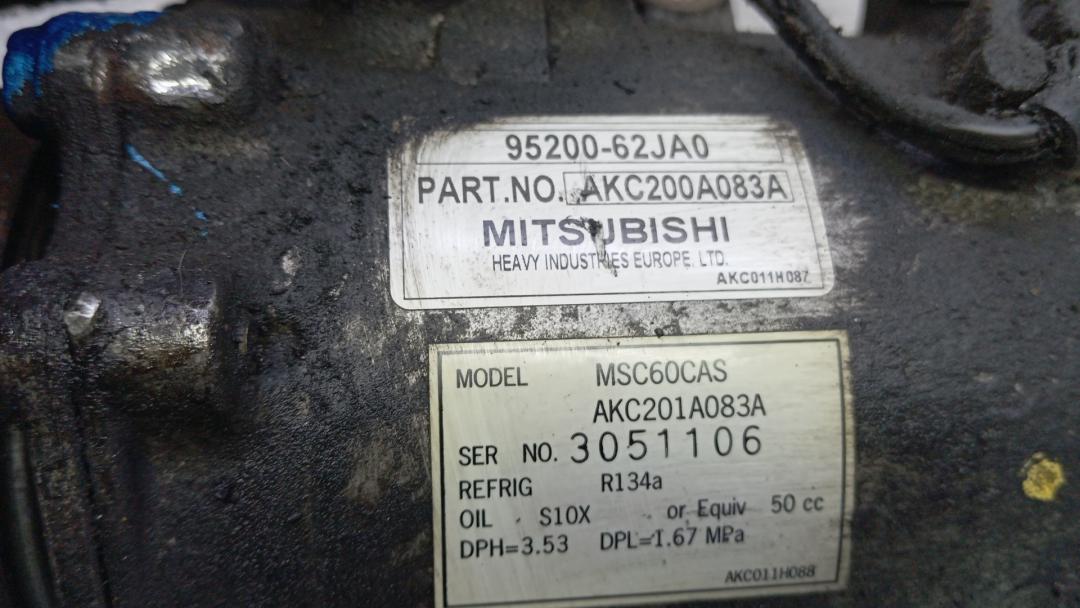 95200-62JA0
PART.NO. AKC200A083A
MITSUBISHI
HEAVY INDUSTRIES EUROPE, LTD.
AKC011H087
MODEL MSC60CAS
AKC201A083A
SER NO. 3051106
REFRIG R134a
OIL S10X or Equiv 50 cc
DPH=3.53 DPL=1.67 MPa
AKC011H088